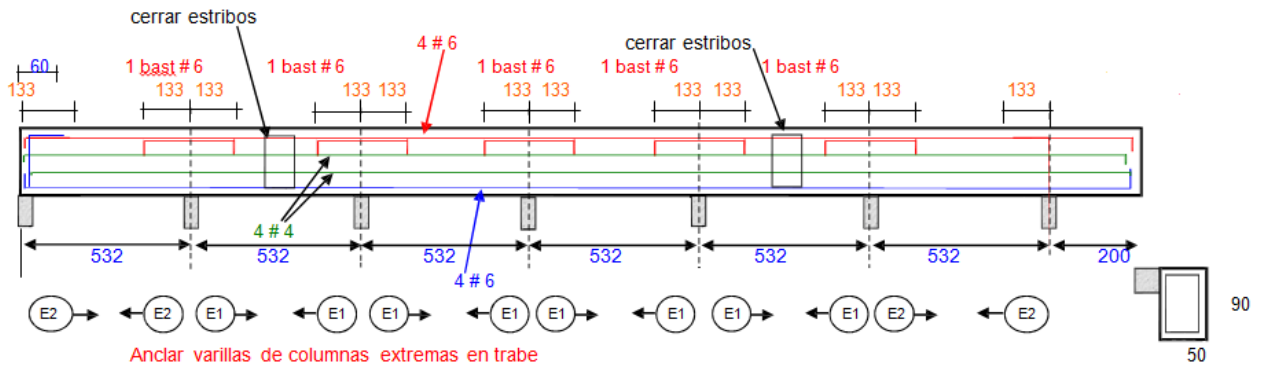 cerrar estribos
4 # 6
cerrar estribos
60
1 bast # 6
1 bast # 6
1 bast # 6
1 bast # 6
1 bast # 6
133
133 133
133 133
133 133
133 133
133 133
133
4 # 4
532
532
532
532
532
532
200
4 # 6
E2
E2
E1
E1
E1
E1
E1
E1
E1
E1
E2
E2
90
50
Anclar varillas de columnas extremas en trabe